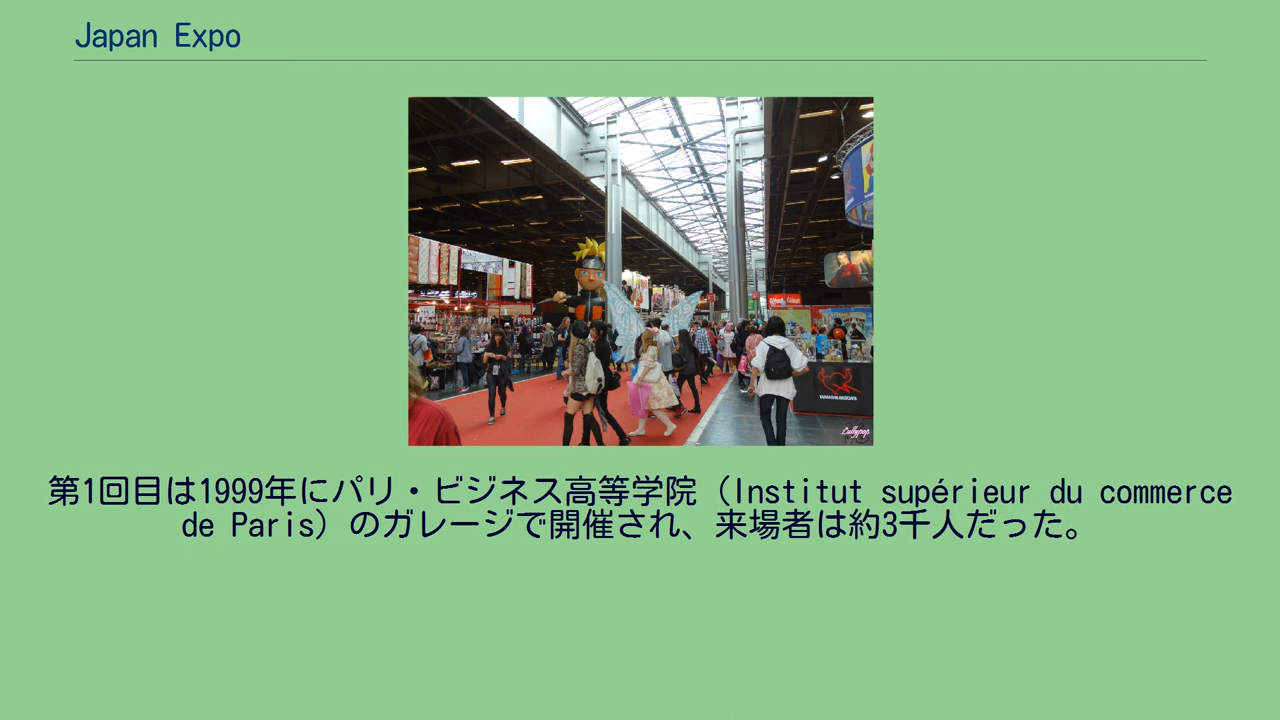 Japan Expo
Lullypop
第1回目は1999年にパリ・ビジネス高等学院（Institut supérieur du commerce
de Paris）のガレージで開催され、来場者は約3千人だった。